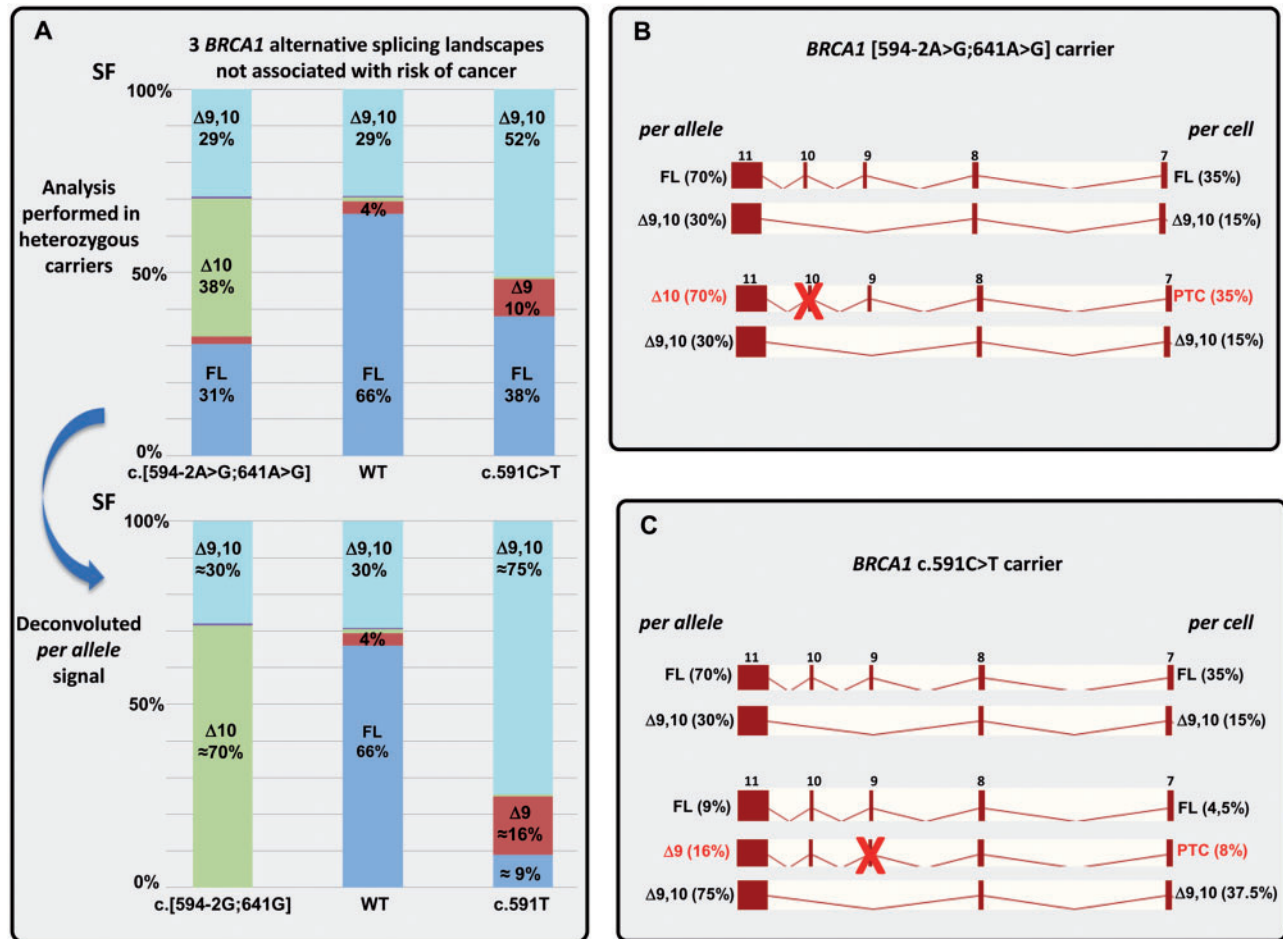 A
3 BRCA1 alternative splicing landscapes
not associated with risk of cancer
SF
100%
50%
0%
Analysis
performed in
heterozygous
carriers
Δ9,10
29%
Δ10
38%
FL
31%
Δ9,10
29%
4%
FL
66%
Δ9,10
52%
Δ9
10%
FL
38%
c.[594-2A>G;641A>G]
WT
c.591C>T
SF
100%
50%
0%
Deconvoluted
per allele
signal
Δ9,10
≈30%
Δ10
≈70%
Δ9,10
30%
4%
FL
66%
Δ9,10
≈75%
Δ9
≈16%
≈ 9%
c.[594-2G;641G]
WT
c.591T
B
BRCA1 [594-2A>G;641A>G] carrier
per allele per cell
11 10 9 8 7
FL (70%) FL (35%)
Δ9,10 (30%) Δ9,10 (15%)
11 10 9 8 7
Δ10 (70%) PTC (35%)
Δ9,10 (30%) Δ9,10 (15%)
C
BRCA1 c.591C>T carrier
per allele per cell
11 10 9 8 7
FL (70%) FL (35%)
Δ9,10 (30%) Δ9,10 (15%)
11 10 9 8 7
FL (9%) FL (4,5%)
Δ9 (16%) PTC (8%)
Δ9,10 (75%) Δ9,10 (37.5%)